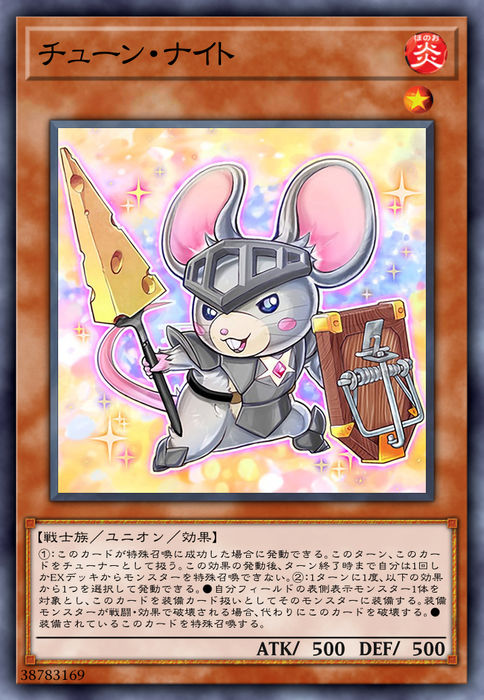 チューン・ナイト
ほのお
炎
【戦士族／ユニオン／効果】
①:このカードが特殊召喚に成功した場合に発動できる。このターン、このカー
ドをチューナーとして扱う。この効果の発動後、ターン終了時まで自分は1回し
かEXデッキからモンスターを特殊召喚できない。②:1ターンに1度、以下の効果
から1つを選択して発動できる。●自分フィールドの表側表示モンスター1体を
対象とし、このカードを装備カード扱いとしてそのモンスターに装備する。装備
モンスターが戦闘・効果で破壊される場合、代わりにこのカードを破壊する。●
装備されているこのカードを特殊召喚する。
ATK/ 500 DEF/ 500
38783169